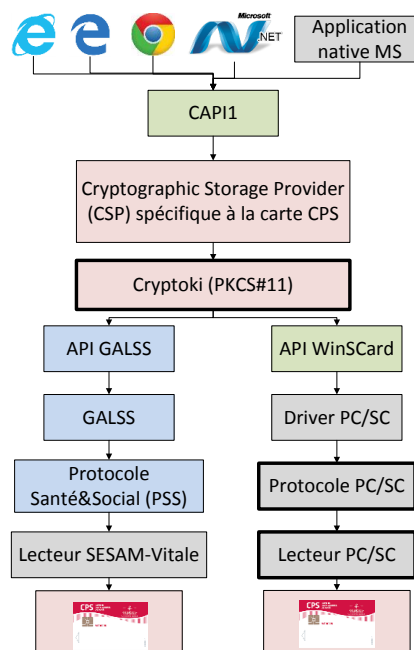 Microsoft
.NET
Application
native MS
CAPI1
Cryptographic Storage Provider
(CSP) spécifique à la carte CPS
Cryptoki (PKCS#11)
API GALSS
API WinSCard
GALSS
Driver PC/SC
Protocole
Santé&Social (PSS)
Protocole PC/SC
Lecteur SESAM-Vitale
Lecteur PC/SC
CPS
CPS